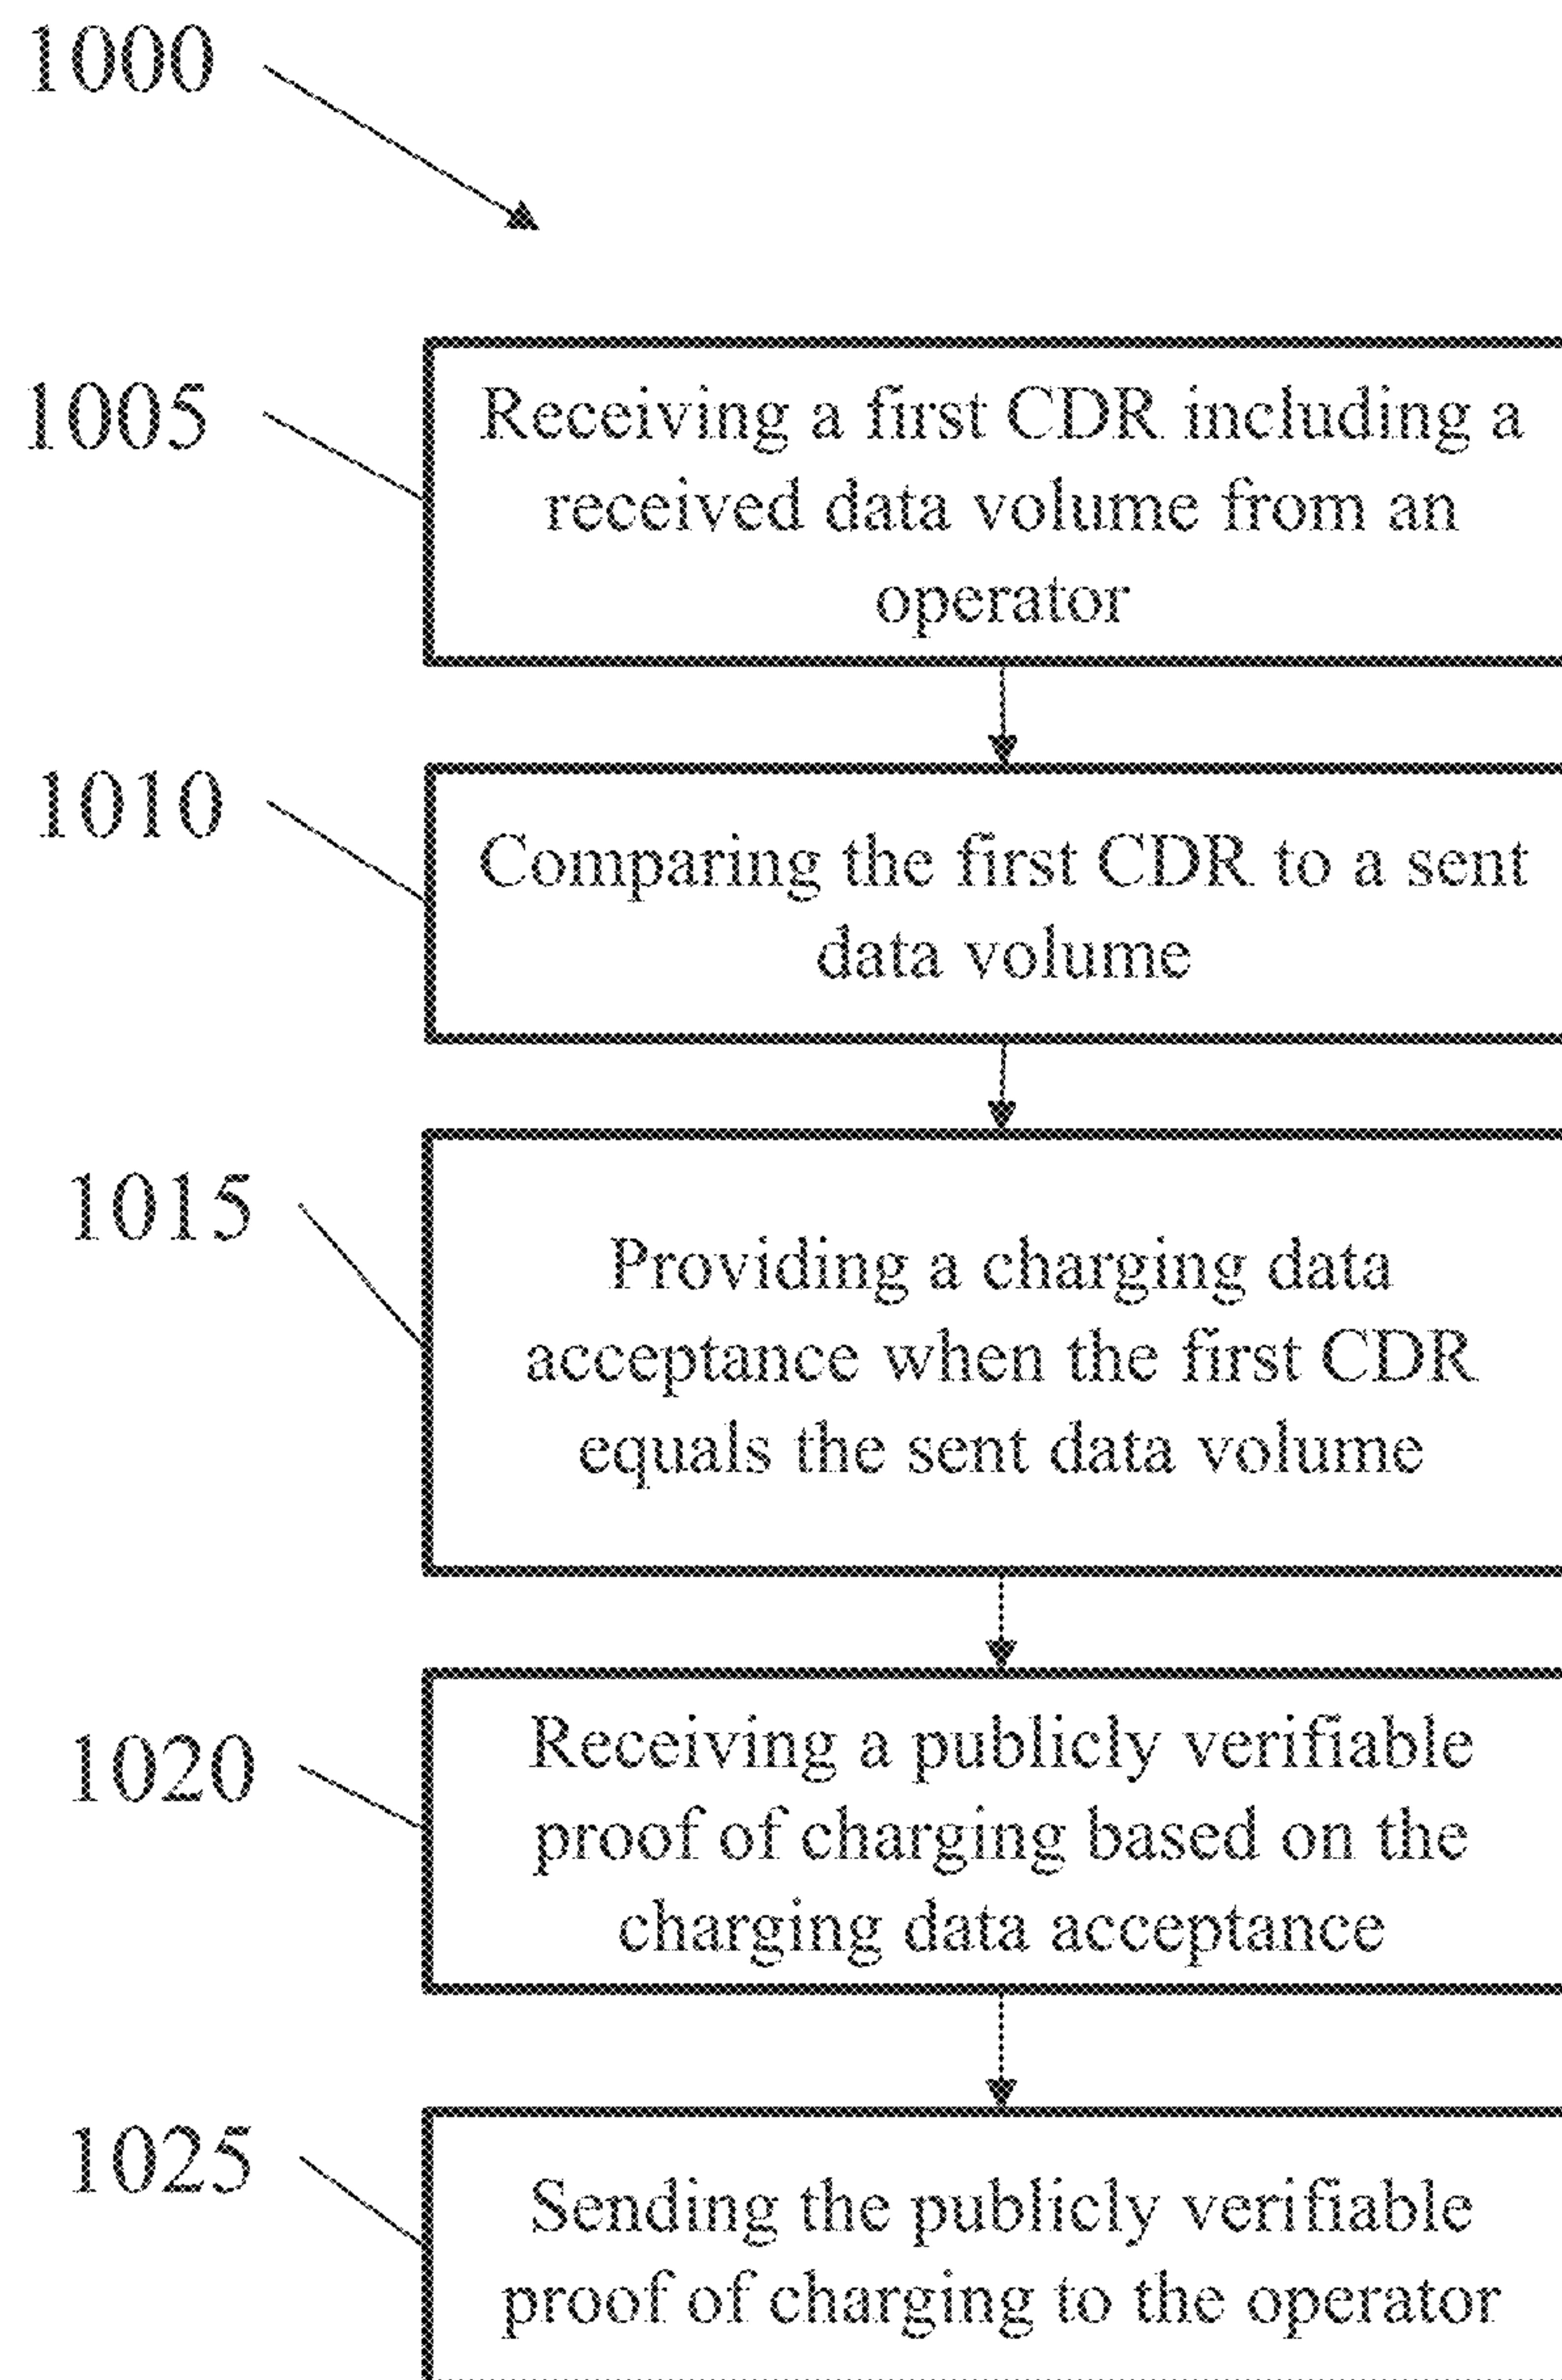 1000
1005
Receiving a first CDR including a
received data volume from an
operator
1010
Comparing the first CDR to a sent
data volume
1015
Providing a charging data
acceptance when the first CDR
equals the sent data volume
1020
Receiving a publicly verifiable
proof of charging based on the
charging data acceptance
1025
Sending the publicly verifiable
proof of charging to the operator